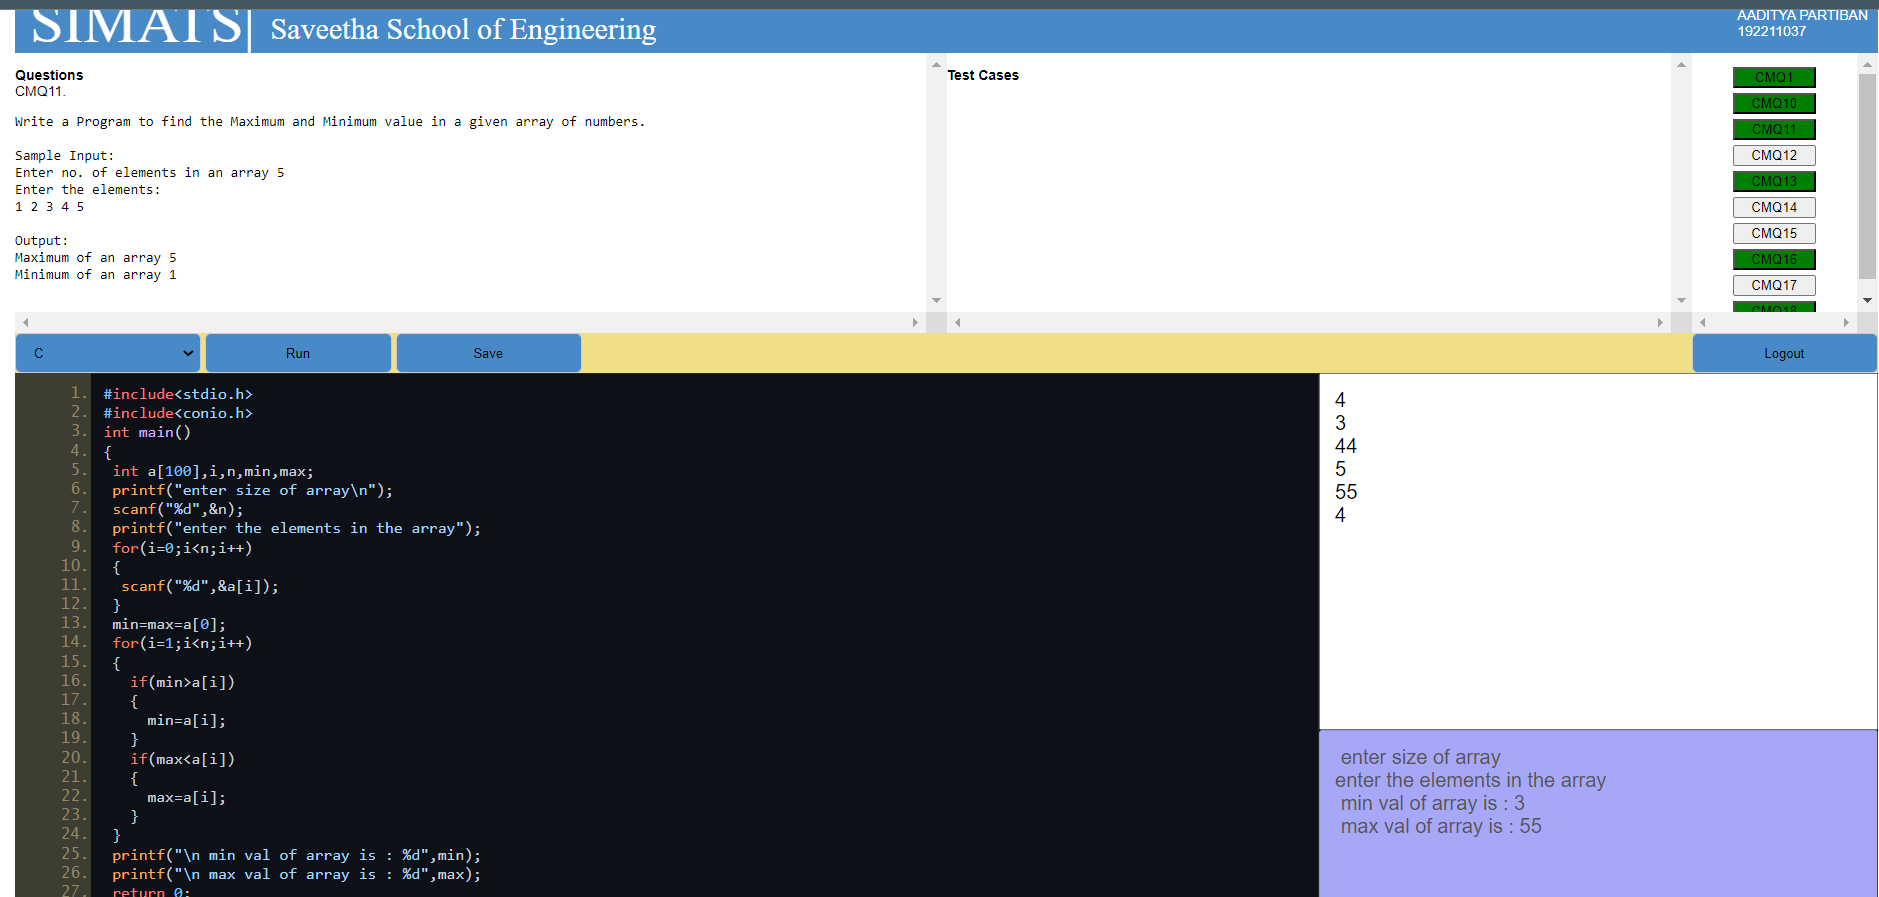 SIMATS
Saveetha School of Engineering
AADITYA PARTIBAN
192211037
Questions
CMQ11.
Write a Program to find the Maximum and Minimum value in a given array of numbers.
Sample Input:
Enter no. of elements in an array 5
Enter the elements:
1 2 3 4 5
Output:
Maximum of an array 5
Minimum of an array 1
Test Cases
CMQ1
CMQ10
CMQ11
CMQ12
CMQ13
CMQ14
CMQ15
CMQ16
CMQ17
CMQ18
C
Run
Save
Logout
1. #include<stdio.h>
2. #include<conio.h>
3. int main()
4. {
5. int a[100],i,n,min,max;
6. printf("enter size of array\n");
7. scanf("%d",&n);
8. printf("enter the elements in the array");
9. for(i=0;i<n;i++)
10. {
11. scanf("%d",&a[i]);
12. }
13. min=max=a[0];
14. for(i=1;i<n;i++)
15. {
16. if(min>a[i])
17. {
18. min=a[i];
19. }
20. if(max<a[i])
21. {
22. max=a[i];
23. }
24. }
25. printf("\n min val of array is : %d",min);
26. printf("\n max val of array is : %d",max);
27. return 0;
4
3
44
5
55
4
enter size of array
enter the elements in the array
min val of array is : 3
max val of array is : 55